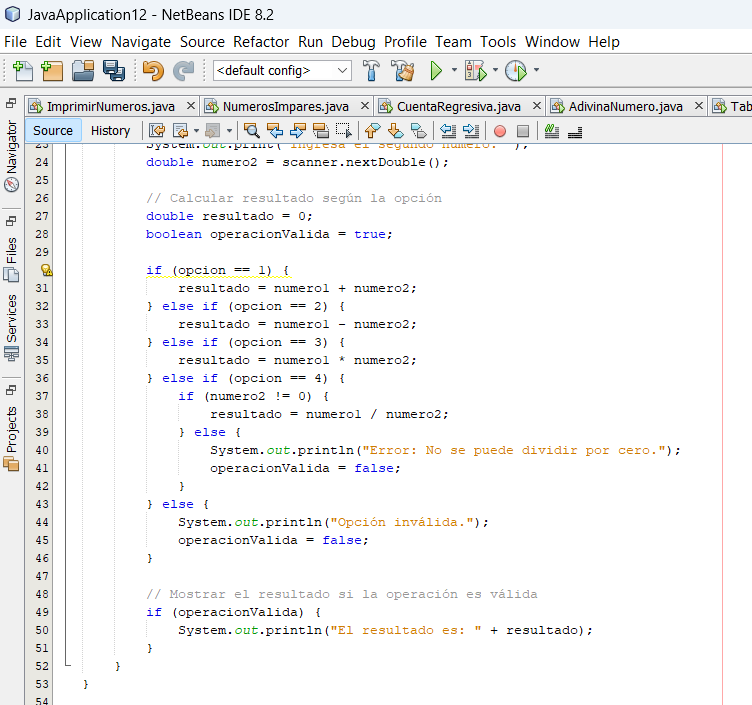 JavaApplication12 - NetBeans IDE 8.2
File Edit View Navigate Source Refactor Run Debug Profile Team Tools Window Help
<default config>
ImprimirNumeros.java NumerosImpares.java CuentaRegresiva.java AdivinaNumero.java Tab
Source History
Navigator
Files
Services
Projects
23 System.out.print("Ingresa el segundo número: ");
24 double numero2 = scanner.nextDouble();
25
26 // Calcular resultado según la opción
27 double resultado = 0;
28 boolean operacionValida = true;
29
if (opcion == 1) {
31 resultado = numero1 + numero2;
32 } else if (opcion == 2) {
33 resultado = numero1 - numero2;
34 } else if (opcion == 3) {
35 resultado = numero1 * numero2;
36 } else if (opcion == 4) {
37 if (numero2 != 0) {
38 resultado = numero1 / numero2;
39 } else {
40 System.out.println("Error: No se puede dividir por cero.");
41 operacionValida = false;
42 }
43 } else {
44 System.out.println("Opción inválida.");
45 operacionValida = false;
46 }
47
48 // Mostrar el resultado si la operación es válida
49 if (operacionValida) {
50 System.out.println("El resultado es: " + resultado);
51 }
52 }
53 }
54